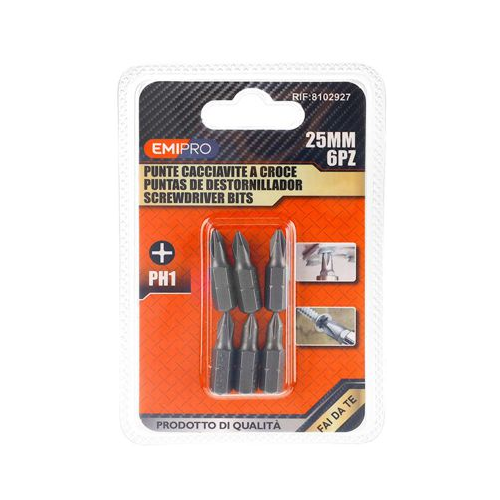 RIF:8102927
EMIPRO
25MM
6PZ
PUNTE CACCIAVITE A CROCE
PUNTAS DE DESTORNILLADOR
SCREWDRIVER BITS
PH1
FAI DA TE
PRODOTTO DI QUALITÀ